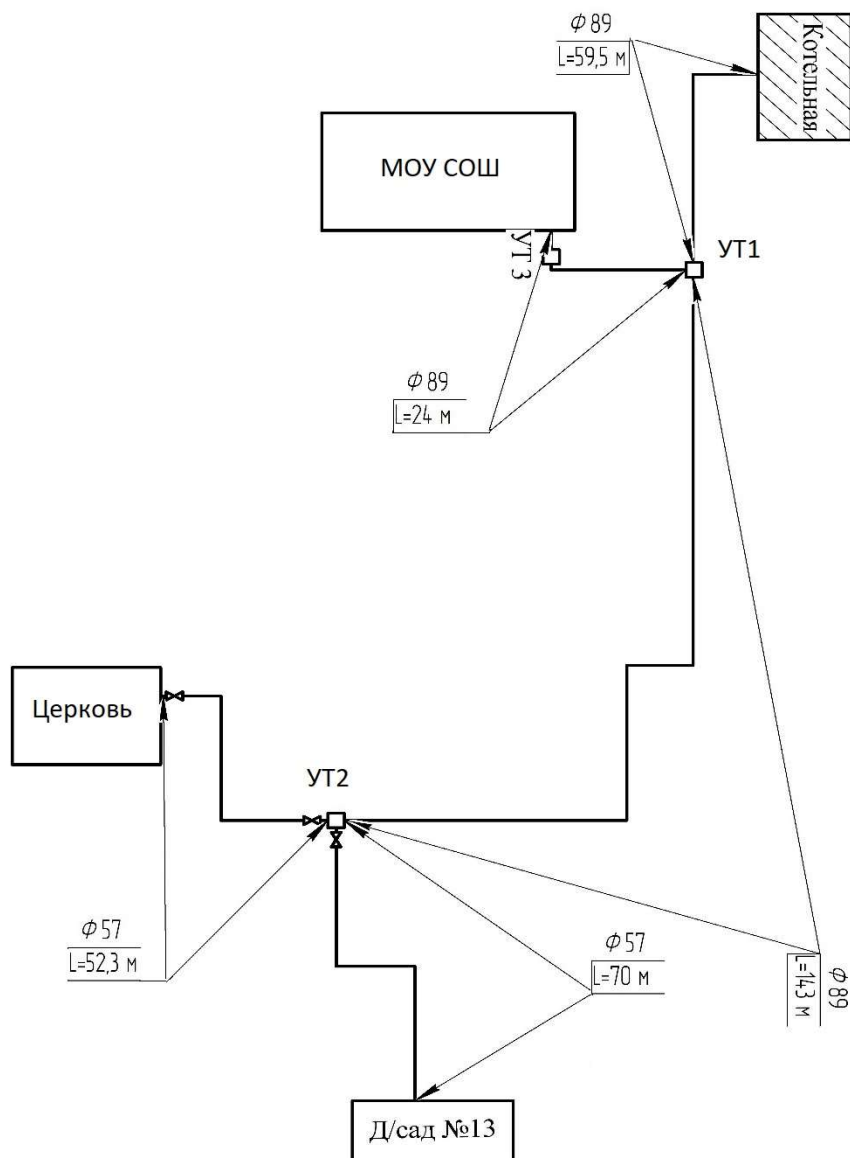 Ф 89
L=59,5 м
Котельная
МОУ СОШ
УТ 3
УТ1
Ф 89
L=24 м
Церковь
УТ2
Ф 57
L=52,3 м
Ф 57
L=70 м
Ф 89
L=143 м
Д/сад №13